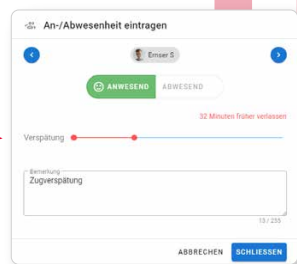 An-/Abwesenheit eintragen
Emser S
ANWESEND ABWESEND
32 Minuten früher verlassen
Verspätung
Bemerkung
Zugverspätung
13 / 255
ABBRECHEN SCHLIESSEN